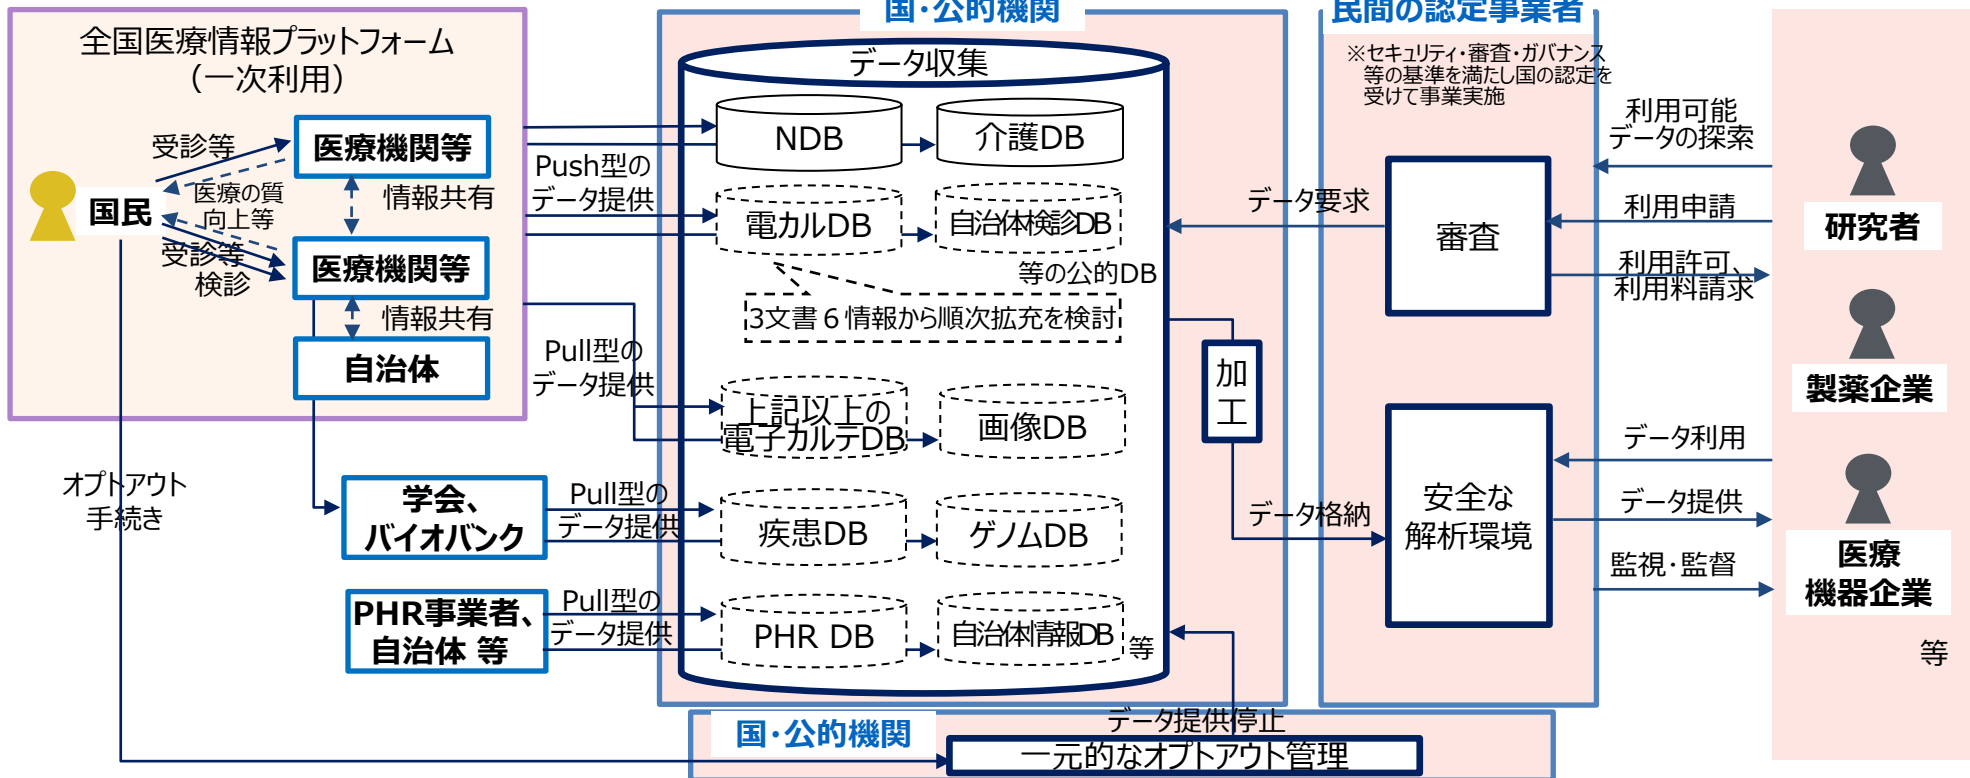 国・公的機関
民間の認定事業者
全国医療情報プラットフォーム
（一次利用）
データ収集
※セキュリティ・審査・ガバナンス
等の基準を満たし国の認定を
受けて事業実施
受診等
医療機関等
NDB
介護DB
利用可能
データの探索
国民
医療の質
向上等
情報共有
Push型の
データ提供
電カルDB
自治体検診DB
等の公的DB
データ要求
審査
利用申請
研究者
受診等
検診
医療機関等
利用許可、
利用料請求
3文書６情報から順次拡充を検討
情報共有
自治体
Pull型の
データ提供
加
工
製薬企業
上記以上の
電子カルテDB
画像DB
データ利用
オプトアウト
手続き
学会、
バイオバンク
Pull型の
データ提供
疾患DB
ゲノムDB
データ格納
安全な
解析環境
データ提供
医療
機器企業
監視・監督
PHR事業者、
自治体 等
Pull型の
データ提供
PHR DB
自治体情報DB
等
等
国・公的機関
データ提供停止
一元的なオプトアウト管理